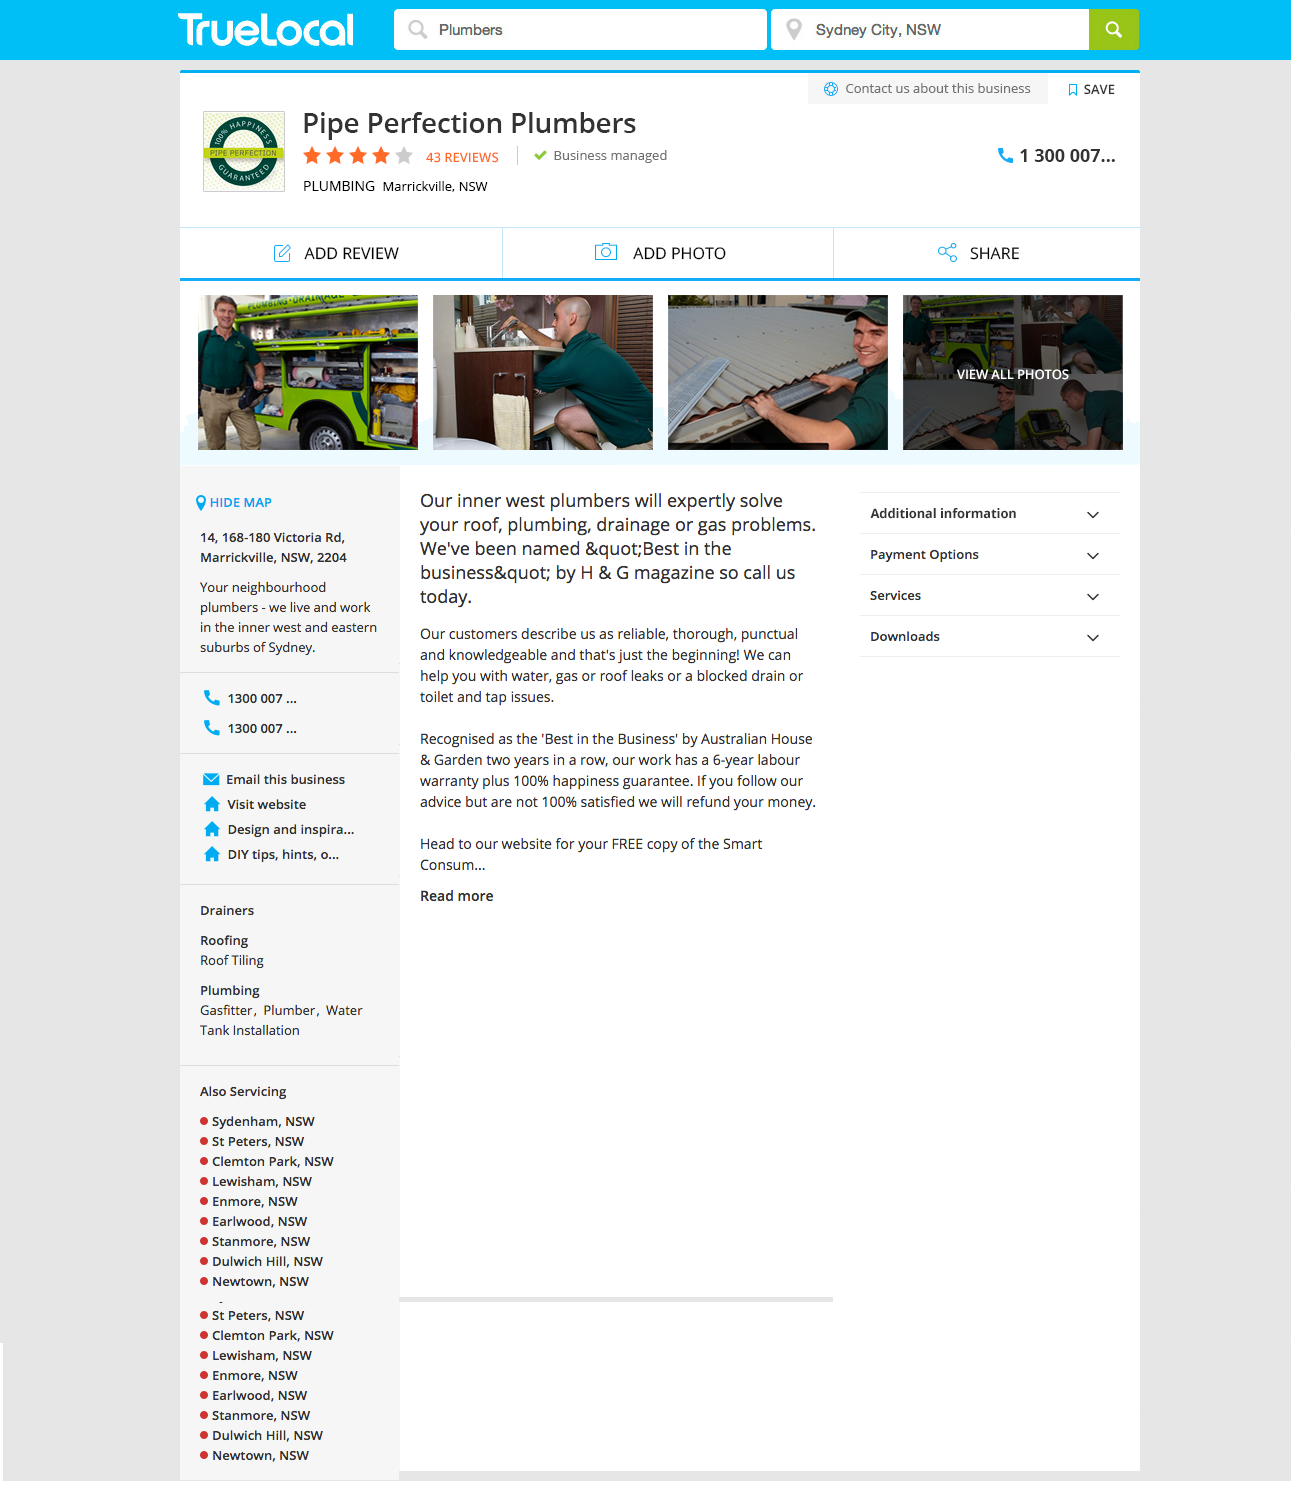 TrueLocal
Plumbers
Sydney City, NSW
Contact us about this business
SAVE
100% HAPPINESS
PIPE PERFECTION
GUARANTEED
Pipe Perfection Plumbers
43 REVIEWS
Business managed
1 300 007...
PLUMBING Marrickville, NSW
ADD REVIEW
ADD PHOTO
SHARE
PLUMBING·DRAINAGE
VIEW ALL PHOTOS
HIDE MAP
14, 168-180 Victoria Rd,
Marrickville, NSW, 2204
Your neighbourhood
plumbers - we live and work
in the inner west and eastern
suburbs of Sydney.
1300 007 ...
1300 007 ...
Email this business
Visit website
Design and inspira...
DIY tips, hints, o...
Drainers
Roofing
Roof Tiling
Plumbing
Gasfitter, Plumber, Water
Tank Installation
Also Servicing
Sydenham, NSW
St Peters, NSW
Clemton Park, NSW
Lewisham, NSW
Enmore, NSW
Earlwood, NSW
Stanmore, NSW
Dulwich Hill, NSW
Newtown, NSW
St Peters, NSW
Clemton Park, NSW
Lewisham, NSW
Enmore, NSW
Earlwood, NSW
Stanmore, NSW
Dulwich Hill, NSW
Newtown, NSW
Our inner west plumbers will expertly solve
your roof, plumbing, drainage or gas problems.
We've been named &quot;Best in the
business&quot; by H & G magazine so call us
today.
Our customers describe us as reliable, thorough, punctual
and knowledgeable and that's just the beginning! We can
help you with water, gas or roof leaks or a blocked drain or
toilet and tap issues.
Recognised as the 'Best in the Business' by Australian House
& Garden two years in a row, our work has a 6-year labour
warranty plus 100% happiness guarantee. If you follow our
advice but are not 100% satisfied we will refund your money.
Head to our website for your FREE copy of the Smart
Consum...
Read more
Additional information
Payment Options
Services
Downloads